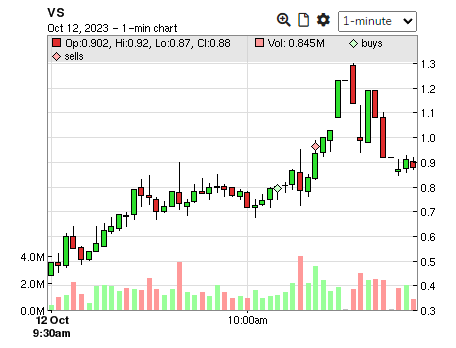 VS
Oct 12, 2023 - 1-min chart
1-minute
Op:0.902, Hi:0.92, Lo:0.87, Cl:0.88 Vol: 0.845M buys
sells
1.3
1.2
1.1
1.0
0.9
0.8
0.7
0.6
0.5
0.4
0.3
4.0M
2.0M
0.0M
12 Oct
9:30am
10:00am